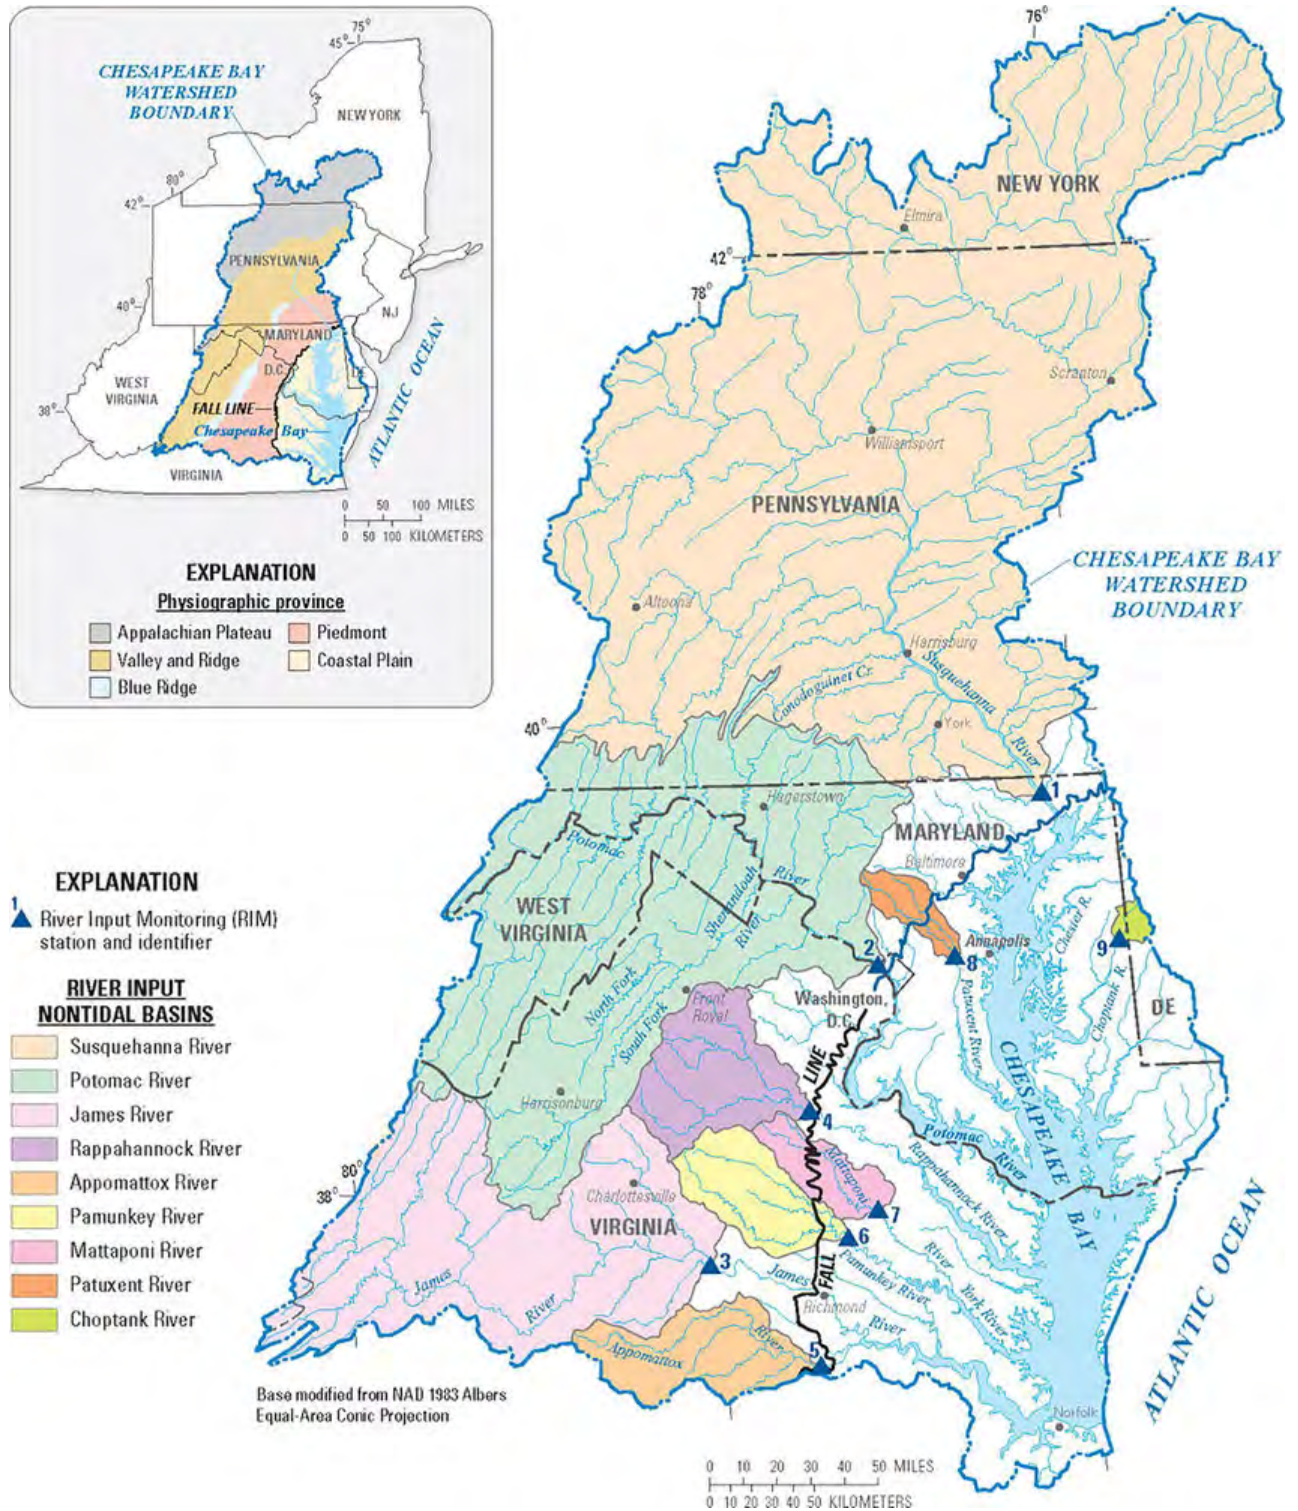 75°
45°
CHESAPEAKE BAY
WATERSHED
BOUNDARY
NEW YORK
80°
42°
PENNSYLVANIA
40°
NJ
MARYLAND
D.C.
DE
WEST
VIRGINIA
38°
FALL LINE
Chesapeake Bay
ATLANTIC OCEAN
VIRGINIA
0 50 100 MILES
0 50 100 KILOMETERS
EXPLANATION
Physiographic province
Appalachian Plateau
Piedmont
Valley and Ridge
Coastal Plain
Blue Ridge
76°
NEW YORK
Elmira
42°
78°
Scranton
Williamsport
PENNSYLVANIA
CHESAPEAKE BAY
WATERSHED
BOUNDARY
Altoona
Harrisburg
Conodoguinet Cr.
Susquehanna
River
York
40°
1
Hagerstown
MARYLAND
Baltimore
Potomac
River
WEST
VIRGINIA
Shenandoah
River
Chester R.
9
2
Annapolis
8
North Fork
South Fork
Front
Royal
Washington,
D.C.
Patuxent River
Choptank R.
DE
CHESAPEAKE
BAY
FALL
LINE
Harrisonburg
4
Potomac
River
Mattaponi
Rappahannock River
80°
38°
Charlottesville
VIRGINIA
7
6
3
Pamunkey River
River
York River
James
River
James
River
Richmond
Appomattox
River
5
Norfolk
ATLANTIC OCEAN
EXPLANATION
1
River Input Monitoring (RIM)
station and identifier
RIVER INPUT
NONTIDAL BASINS
Susquehanna River
Potomac River
James River
Rappahannock River
Appomattox River
Pamunkey River
Mattaponi River
Patuxent River
Choptank River
Base modified from NAD 1983 Albers
Equal-Area Conic Projection
0 10 20 30 40 50 MILES
0 10 20 30 40 50 KILOMETERS